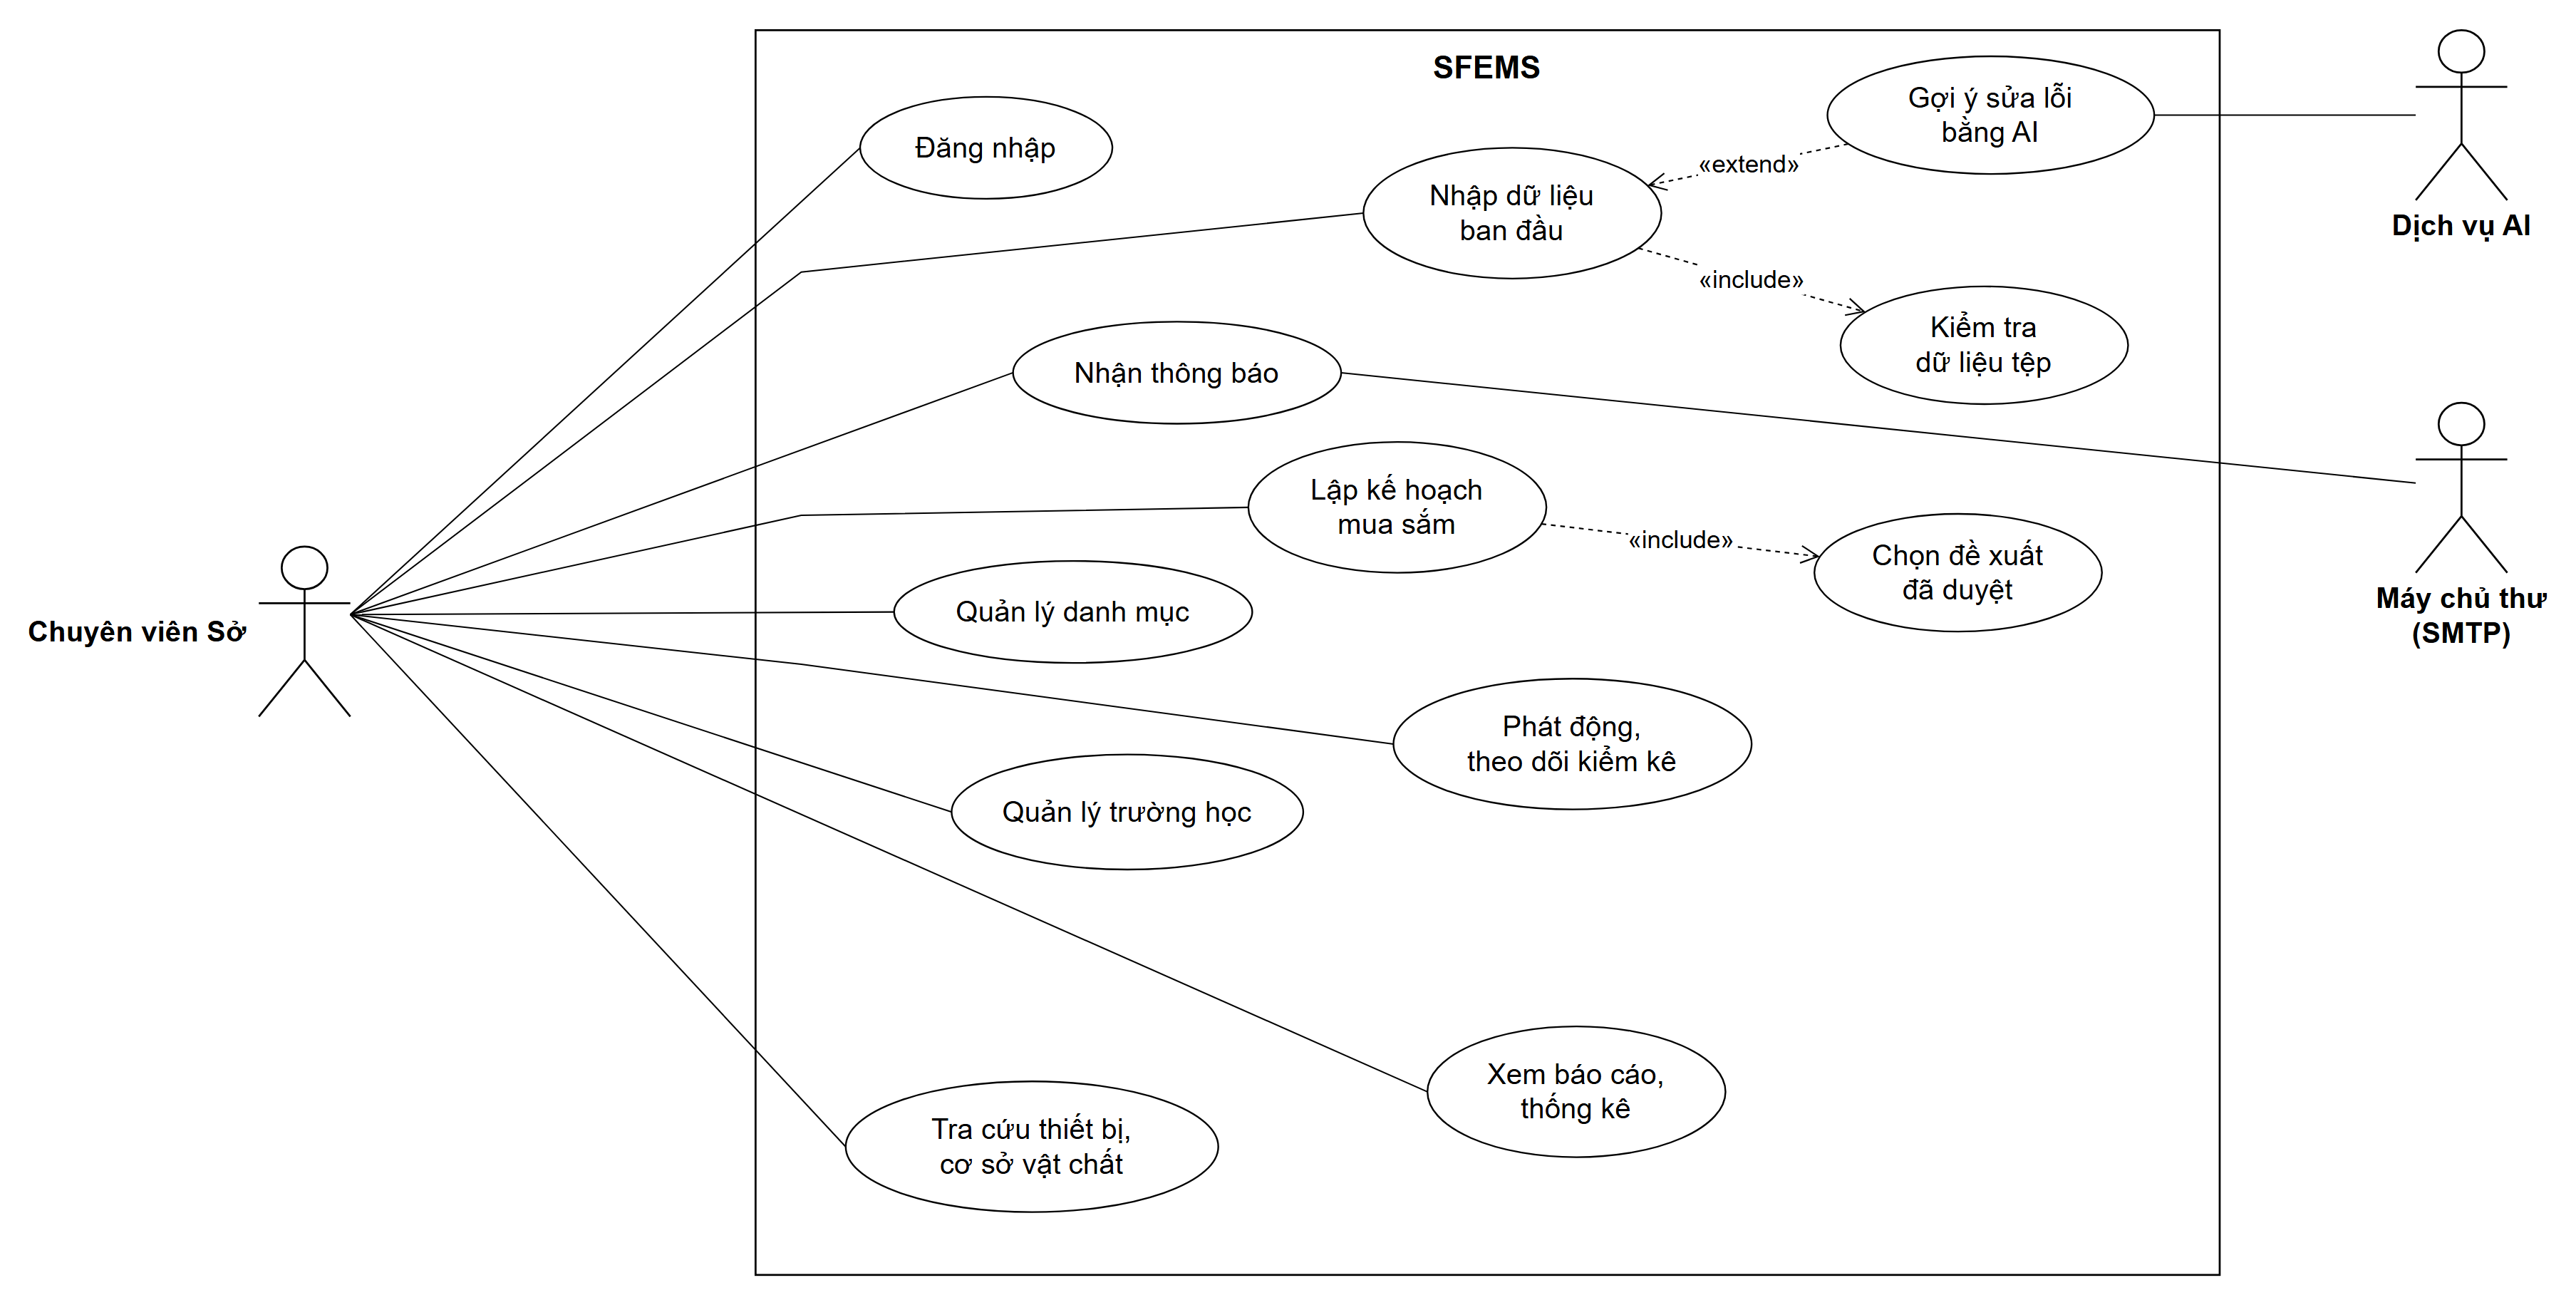 SFEMS
Gợi ý sửa lỗi
bằng AI
Đăng nhập
«extend»
Nhập dữ liệu
ban đầu
Dịch vụ AI
«include»
Kiểm tra
dữ liệu tệp
Nhận thông báo
Lập kế hoạch
mua sắm
«include»
Chọn đề xuất
đã duyệt
Máy chủ thư
(SMTP)
Chuyên viên Sở
Quản lý danh mục
Phát động,
theo dõi kiểm kê
Quản lý trường học
Xem báo cáo,
thống kê
Tra cứu thiết bị,
cơ sở vật chất